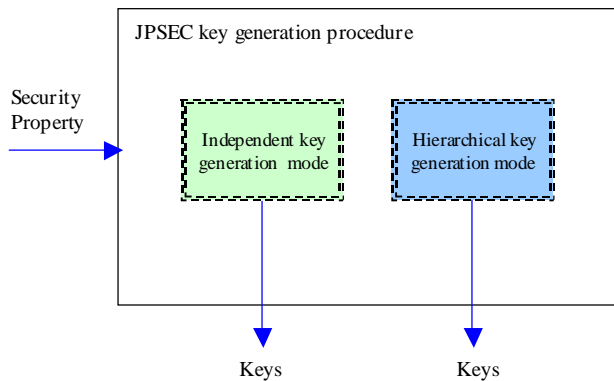 JPSEC key generation procedure
Security
Property
Independent key
generation mode
Hierarchical key
generation mode
Keys
Keys